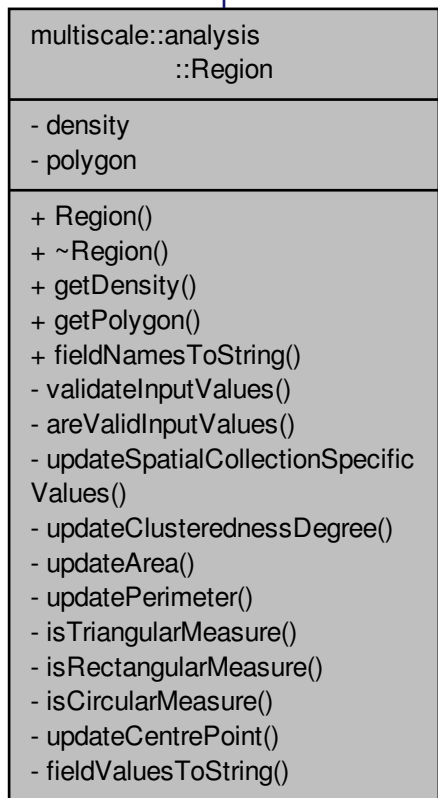 multiscale::analysis
::Region
- density
- polygon
+ Region()
+ ~Region()
+ getDensity()
+ getPolygon()
+ fieldNamesToString()
- validateInputValues()
- areValidInputValues()
- updateSpatialCollectionSpecific
Values()
- updateClusterednessDegree()
- updateArea()
- updatePerimeter()
- isTriangularMeasure()
- isRectangularMeasure()
- isCircularMeasure()
- updateCentrePoint()
- fieldValuesToString()